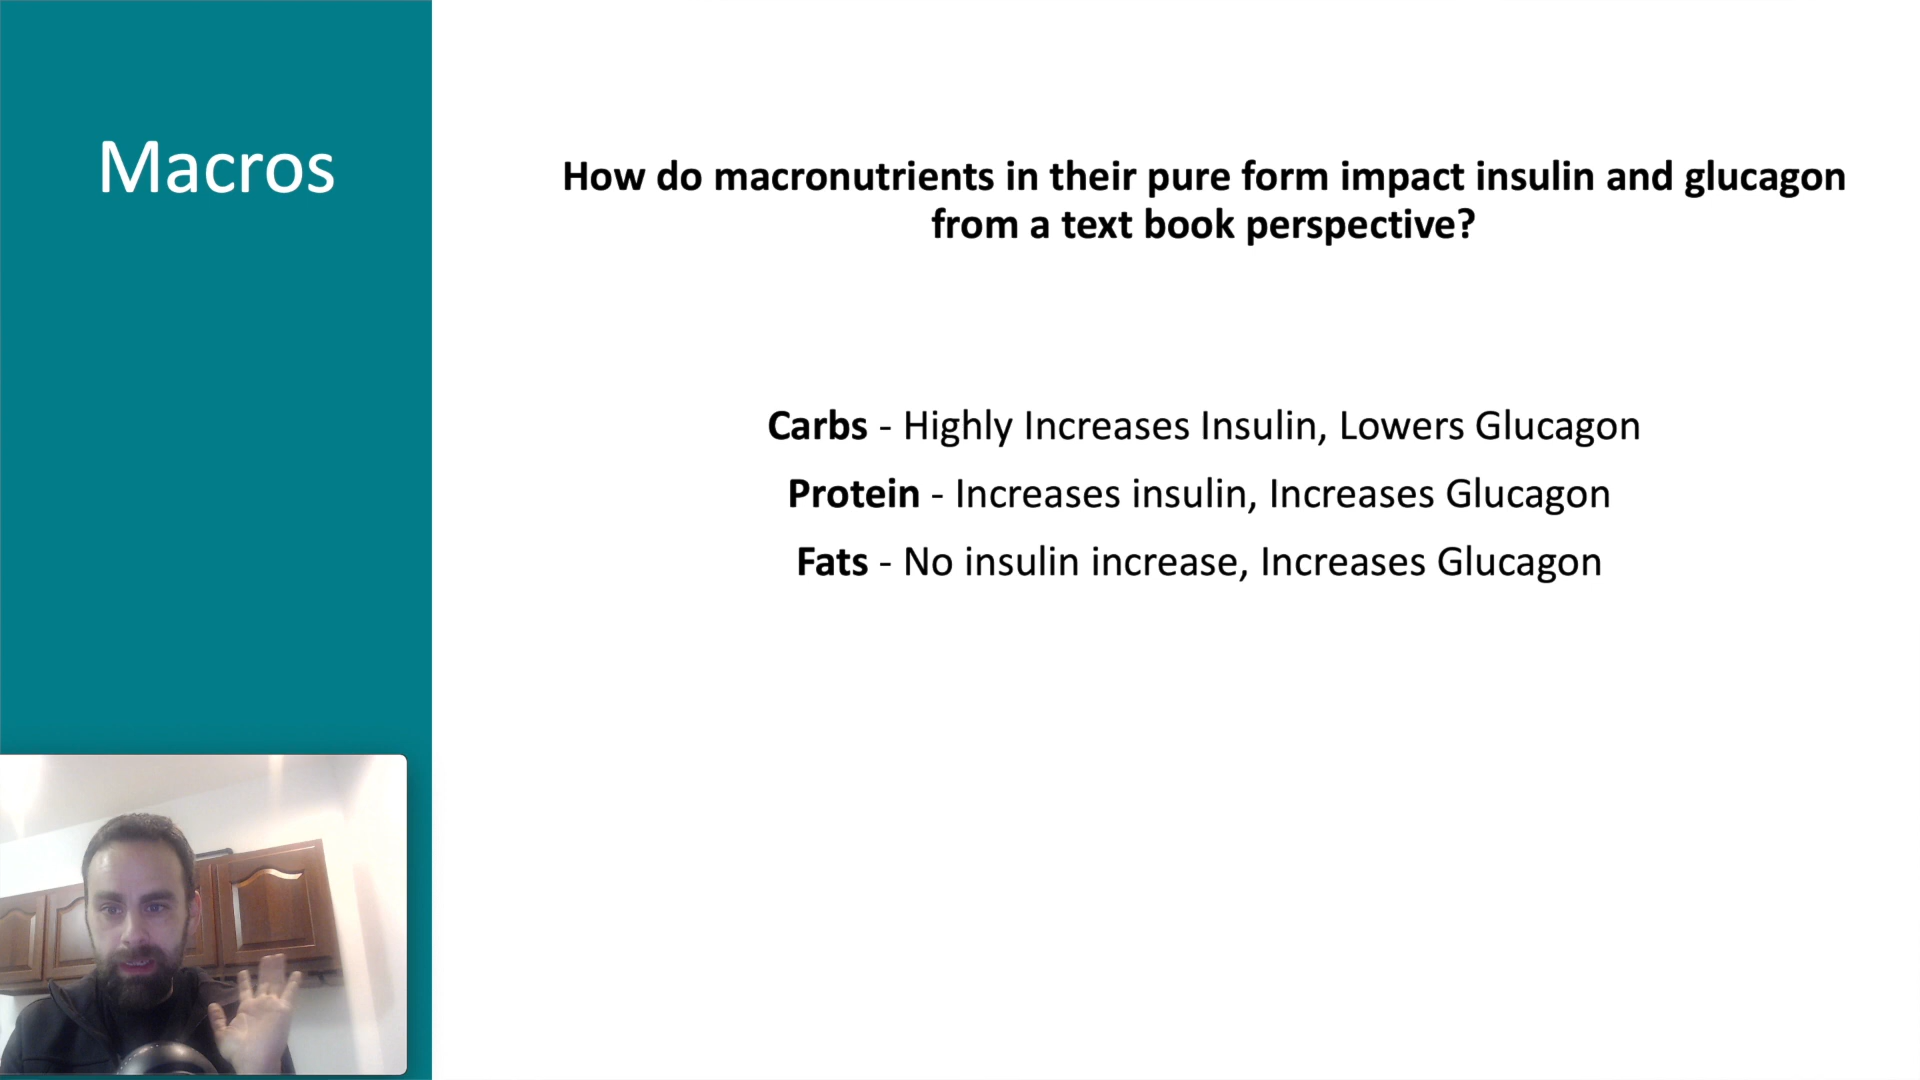 Macros
How do macronutrients in their pure form impact insulin and glucagon
from a text book perspective?
Carbs - Highly Increases Insulin, Lowers Glucagon
Protein - Increases insulin, Increases Glucagon
Fats - No insulin increase, Increases Glucagon